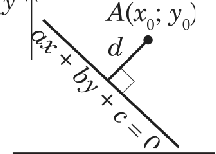 y
A(x₀; y₀)
d
ax + by + c = 0